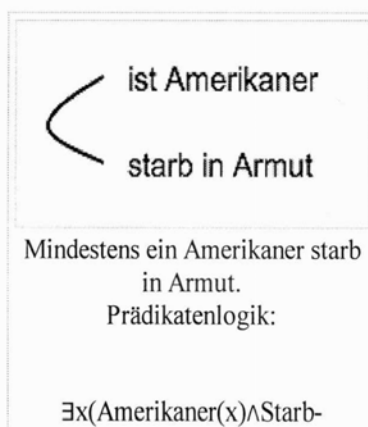 ist Amerikaner
starb in Armut
Mindestens ein Amerikaner starb
in Armut.
Prädikatenlogik:
∃x(Amerikaner(x)∧Starb-